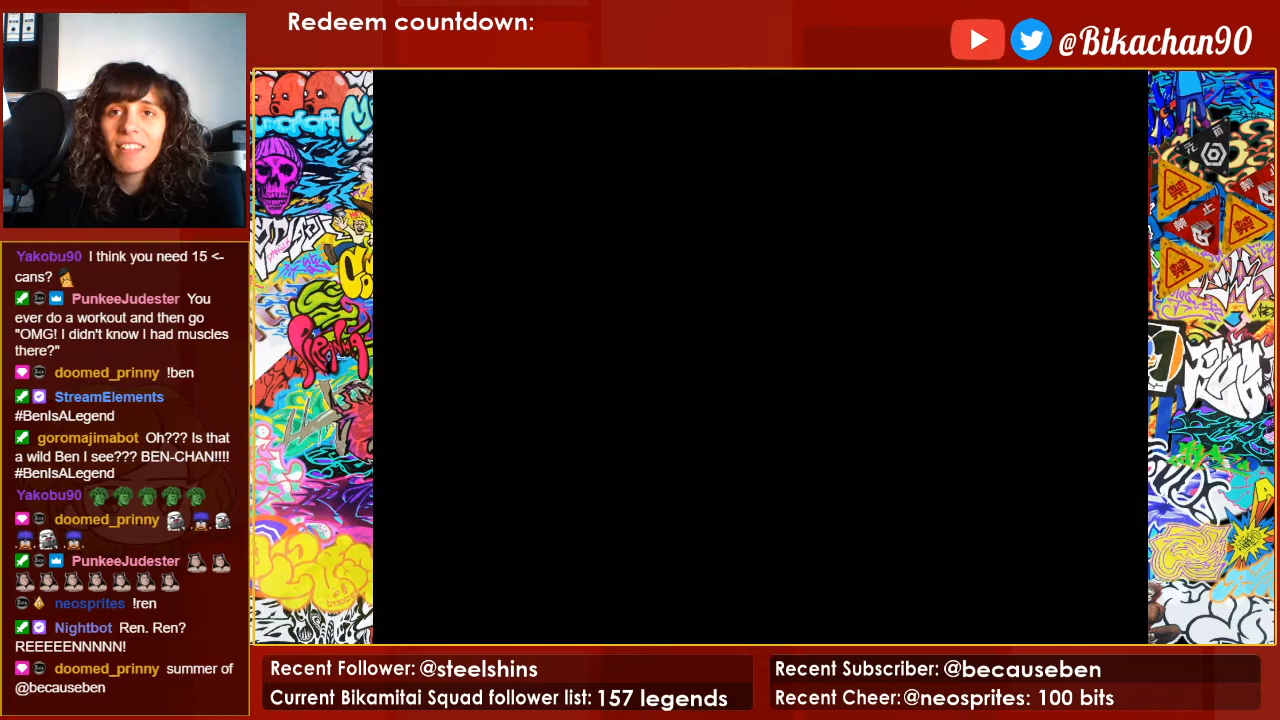 Redeem countdown:
@Bikachan90
Yakobu90 I think you need 15 <-
cans?
PunkeeJudester You
ever do a workout and then go
"OMG! I didn't know I had muscles
there?"
doomed_prinny !ben
StreamElements
#BenIsALegend
goromajimabot Oh??? Is that
a wild Ben I see??? BEN-CHAN!!!!
#BenIsALegend
Yakobu90
doomed_prinny
PunkeeJudester
neosprites !ren
Nightbot Ren. Ren?
REEEEENNNNN!
doomed_prinny summer of
@becauseben
Recent Follower: @steelshins
Current Bikamitai Squad follower list: 157 legends
Recent Subscriber: @becauseben
Recent Cheer: @neosprites: 100 bits